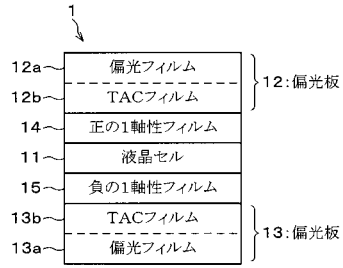 1
12a 偏光フィルム
12b TACフィルム
12:偏光板
14 正の1軸性フィルム
11 液晶セル
15 負の1軸性フィルム
13b TACフィルム
13a 偏光フィルム
13:偏光板